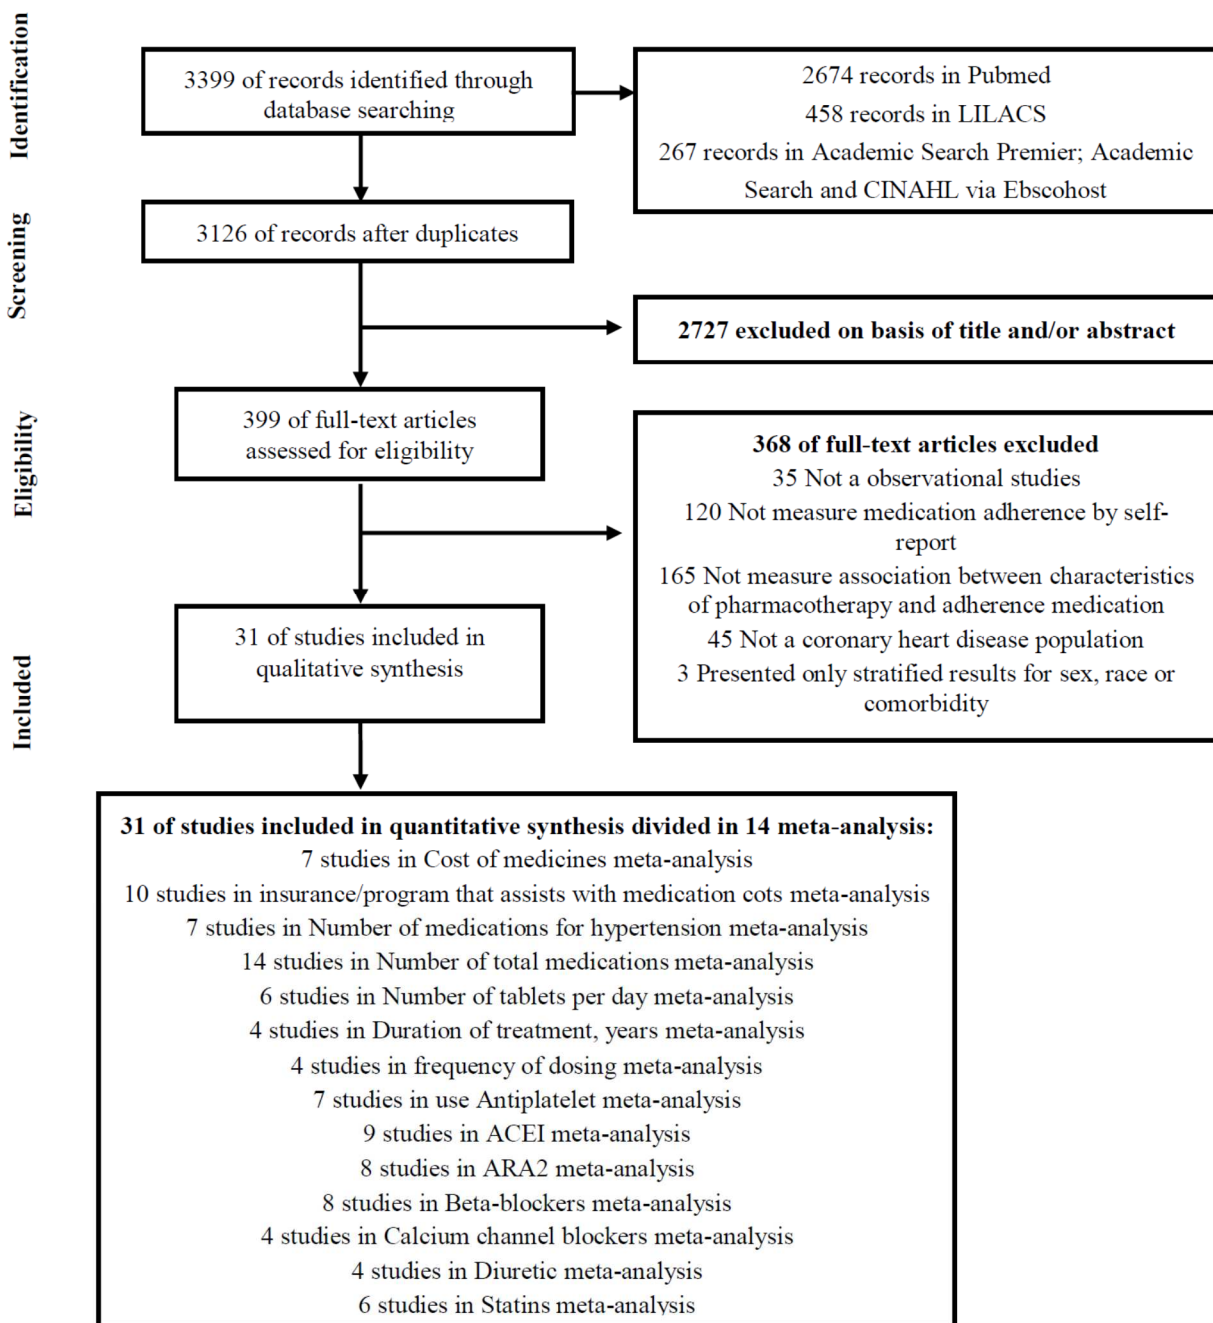 Identification
3399 of records identified through
database searching
2674 records in Pubmed
458 records in LILACS
267 records in Academic Search Premier; Academic
Search and CINAHL via Ebscohost
Screening
3126 of records after duplicates
2727 excluded on basis of title and/or abstract
Eligibility
399 of full-text articles
assessed for eligibility
368 of full-text articles excluded
35 Not a observational studies
120 Not measure medication adherence by self-
report
165 Not measure association between characteristics
of pharmacotherapy and adherence medication
45 Not a coronary heart disease population
3 Presented only stratified results for sex, race or
comorbidity
Included
31 of studies included in
qualitative synthesis
31 of studies included in quantitative synthesis divided in 14 meta-analysis:
7 studies in Cost of medicines meta-analysis
10 studies in insurance/program that assists with medication cots meta-analysis
7 studies in Number of medications for hypertension meta-analysis
14 studies in Number of total medications meta-analysis
6 studies in Number of tablets per day meta-analysis
4 studies in Duration of treatment, years meta-analysis
4 studies in frequency of dosing meta-analysis
7 studies in use Antiplatelet meta-analysis
9 studies in ACEI meta-analysis
8 studies in ARA2 meta-analysis
8 studies in Beta-blockers meta-analysis
4 studies in Calcium channel blockers meta-analysis
4 studies in Diuretic meta-analysis
6 studies in Statins meta-analysis